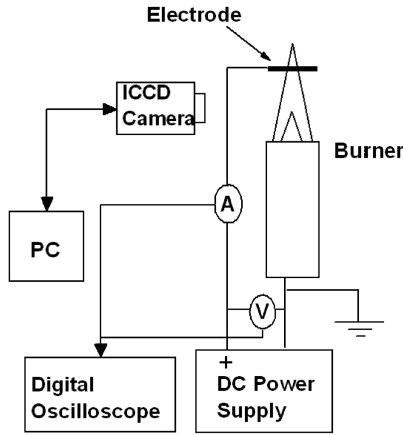 Electrode
ICCD
Camera
Burner
A
PC
V
+
Digital
Oscilloscope
DC Power
Supply